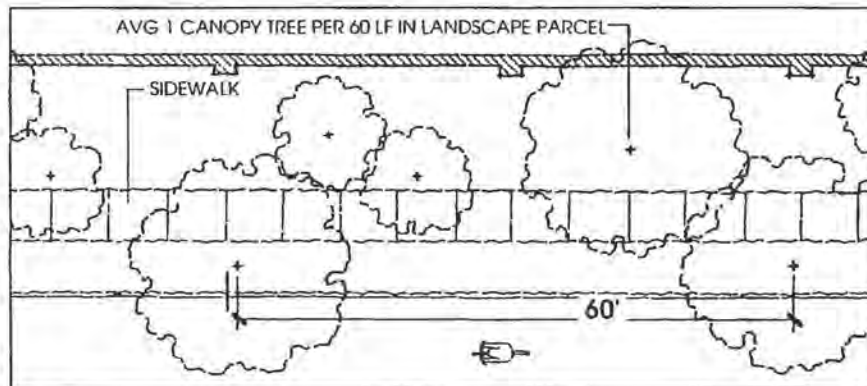 AVG 1 CANOPY TREE PER 60 LF IN LANDSCAPE PARCEL
SIDEWALK
60'